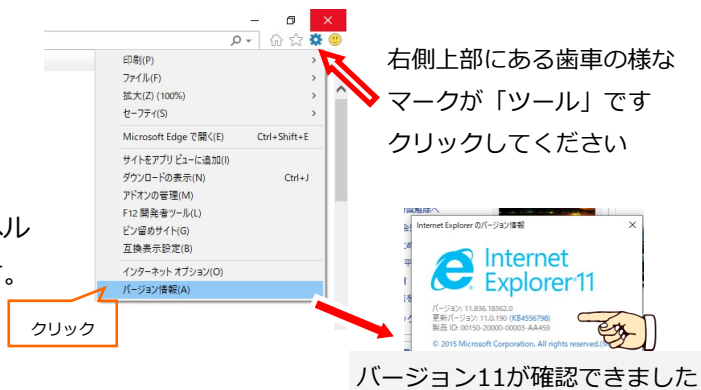 印刷(P)
ファイル(F)
拡大(Z) (100%)
セーフティ(S)
Microsoft Edge で開く(E) Ctrl+Shift+E
サイトをアプリ ビューに追加(I)
ダウンロードの表示(N) Ctrl+J
アドオンの管理(M)
F12 開発者ツール(L)
ピン留めサイト(G)
互換表示設定(B)
インターネット オプション(O)
バージョン情報(A)
クリック
右側上部にある歯車の様な
マークが「ツール」です
クリックしてください
Internet Explorer のバージョン情報
Internet
Explorer 11
バージョン: 11.836.18362.0
更新バージョン: 11.0.190 (KB4556798)
製品 ID: 00150-20000-00003-AA459
© 2015 Microsoft Corporation. All rights reserved.
バージョン11が確認できました